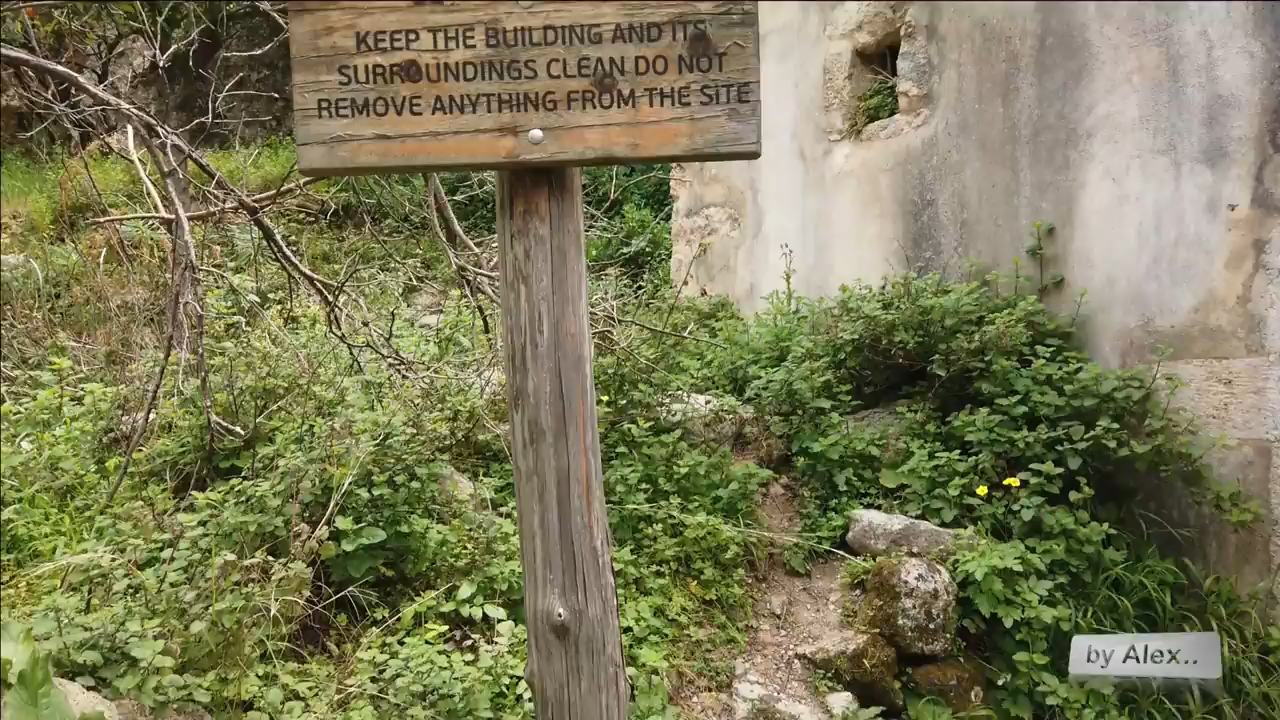 KEEP THE BUILDING AND ITS
SURROUNDINGS CLEAN DO NOT
REMOVE ANYTHING FROM THE SITE
by Alex..